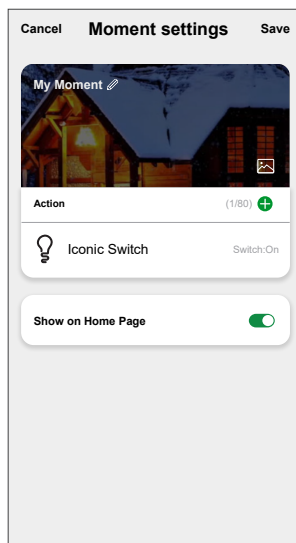 Cancel Moment settings Save
My Moment
Action (1/80)
Iconic Switch Switch:On
Show on Home Page